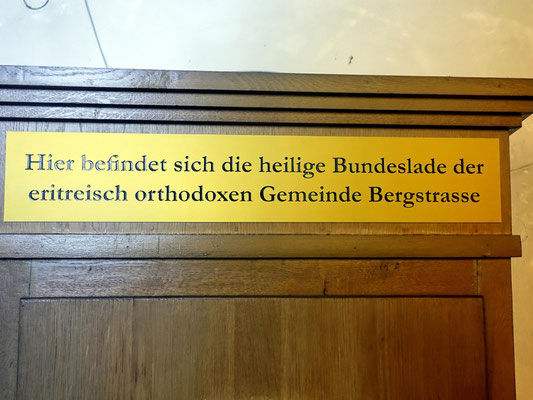 Hier befindet sich die heilige Bundeslade der
eritreisch orthodoxen Gemeinde Bergstrasse